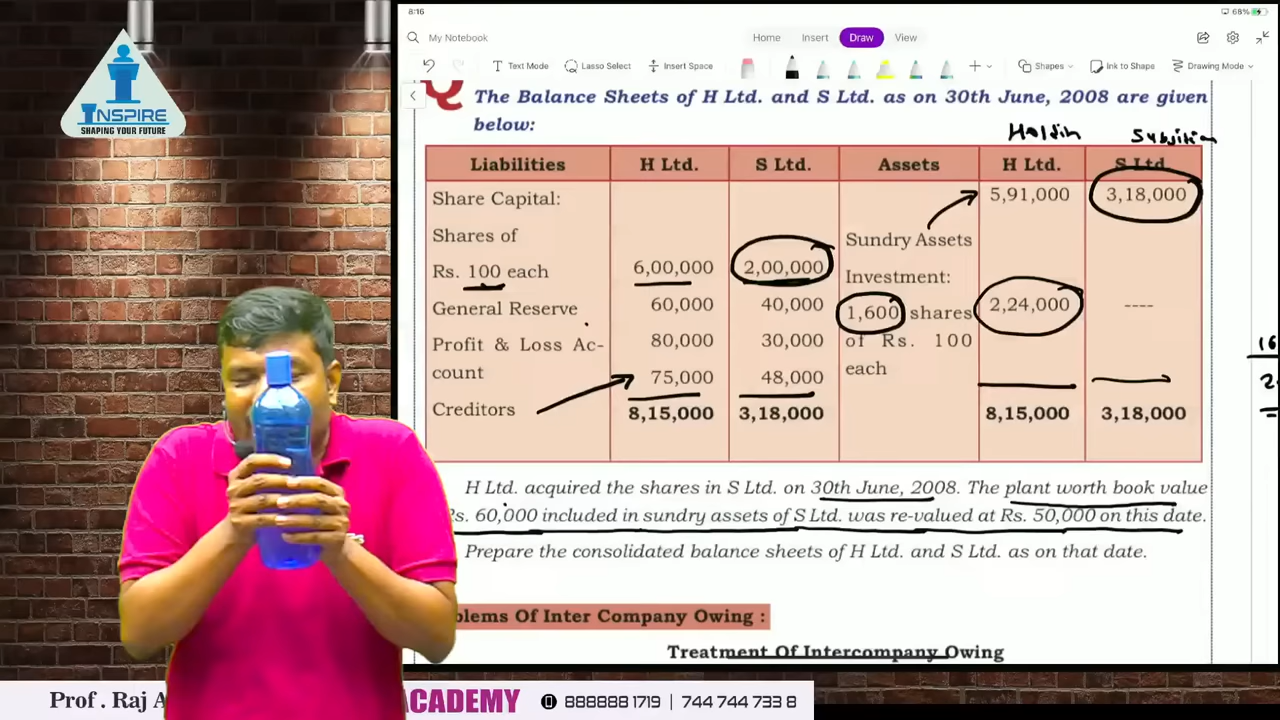 8:16
68%
My Notebook
Home Insert Draw View
Text Mode Lasso Select Insert Space Shapes Ink to Shape Drawing Mode
INSPIRE
SHAPING YOUR FUTURE
Q The Balance Sheets of H Ltd. and S Ltd. as on 30th June, 2008 are given
below:
Holdin
Liabilities H Ltd. S Ltd. Assets H Ltd. S Ltd.
Share Capital: 5,91,000 3,18,000
Shares of Sundry Assets
Rs. 100 each 6,00,000 2,00,000 Investment:
General Reserve 60,000 40,000 1,600 shares 2,24,000 ----
Profit & Loss Ac- 80,000 30,000 of Rs. 100
count 75,000 48,000 each
Creditors 8,15,000 3,18,000 8,15,000 3,18,000
H Ltd. acquired the shares in S Ltd. on 30th June, 2008. The plant worth book value
Rs. 60,000 included in sundry assets of S Ltd. was re-valued at Rs. 50,000 on this date.
Prepare the consolidated balance sheets of H Ltd. and S Ltd. as on that date.
blems Of Inter Company Owing :
Treatment Of Intercompany Owing
Prof . Raj A ACADEMY 888888 1719 | 744 744 733 8